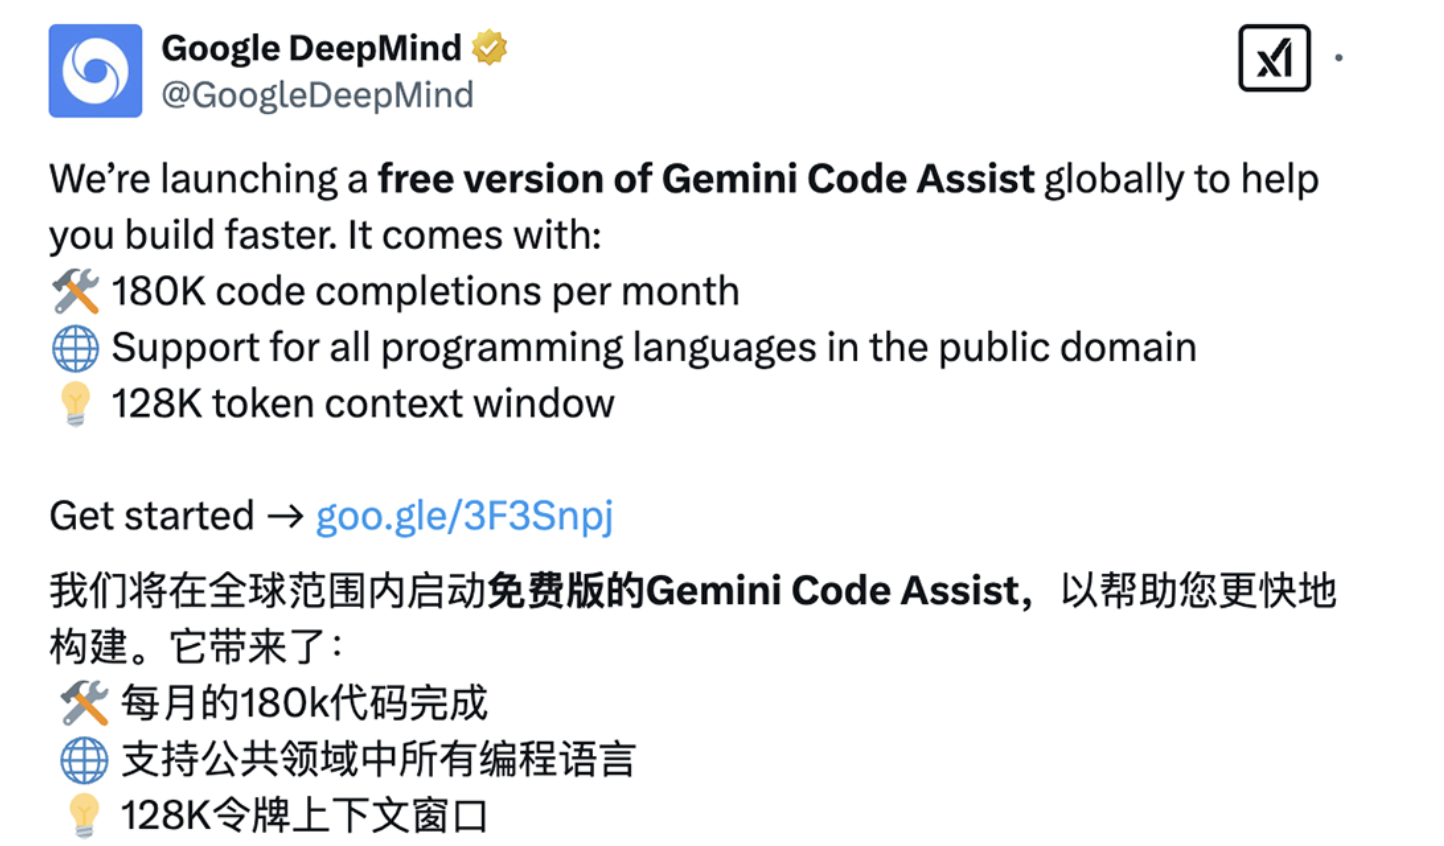 Google DeepMind
@GoogleDeepMind
We’re launching a free version of Gemini Code Assist globally to help
you build faster. It comes with:
🛠️ 180K code completions per month
🌐 Support for all programming languages in the public domain
💡 128K token context window
Get started → goo.gle/3F3Snpj
我们将在全球范围内启动免费版的Gemini Code Assist，以帮助您更快地
构建。它带来了：
🛠️ 每月的180k代码完成
🌐 支持公共领域中所有编程语言
💡 128K令牌上下文窗口